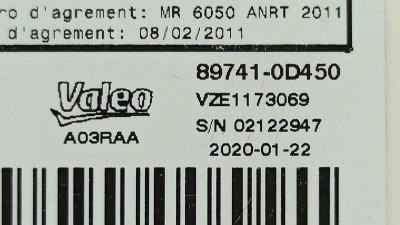 ro d'agrement: MR 6050 ANRT 2011
d'agrement: 08/02/2011
89741-0D450
Valeo
VZE1173069
A03RAA
S/N 02122947
2020-01-22